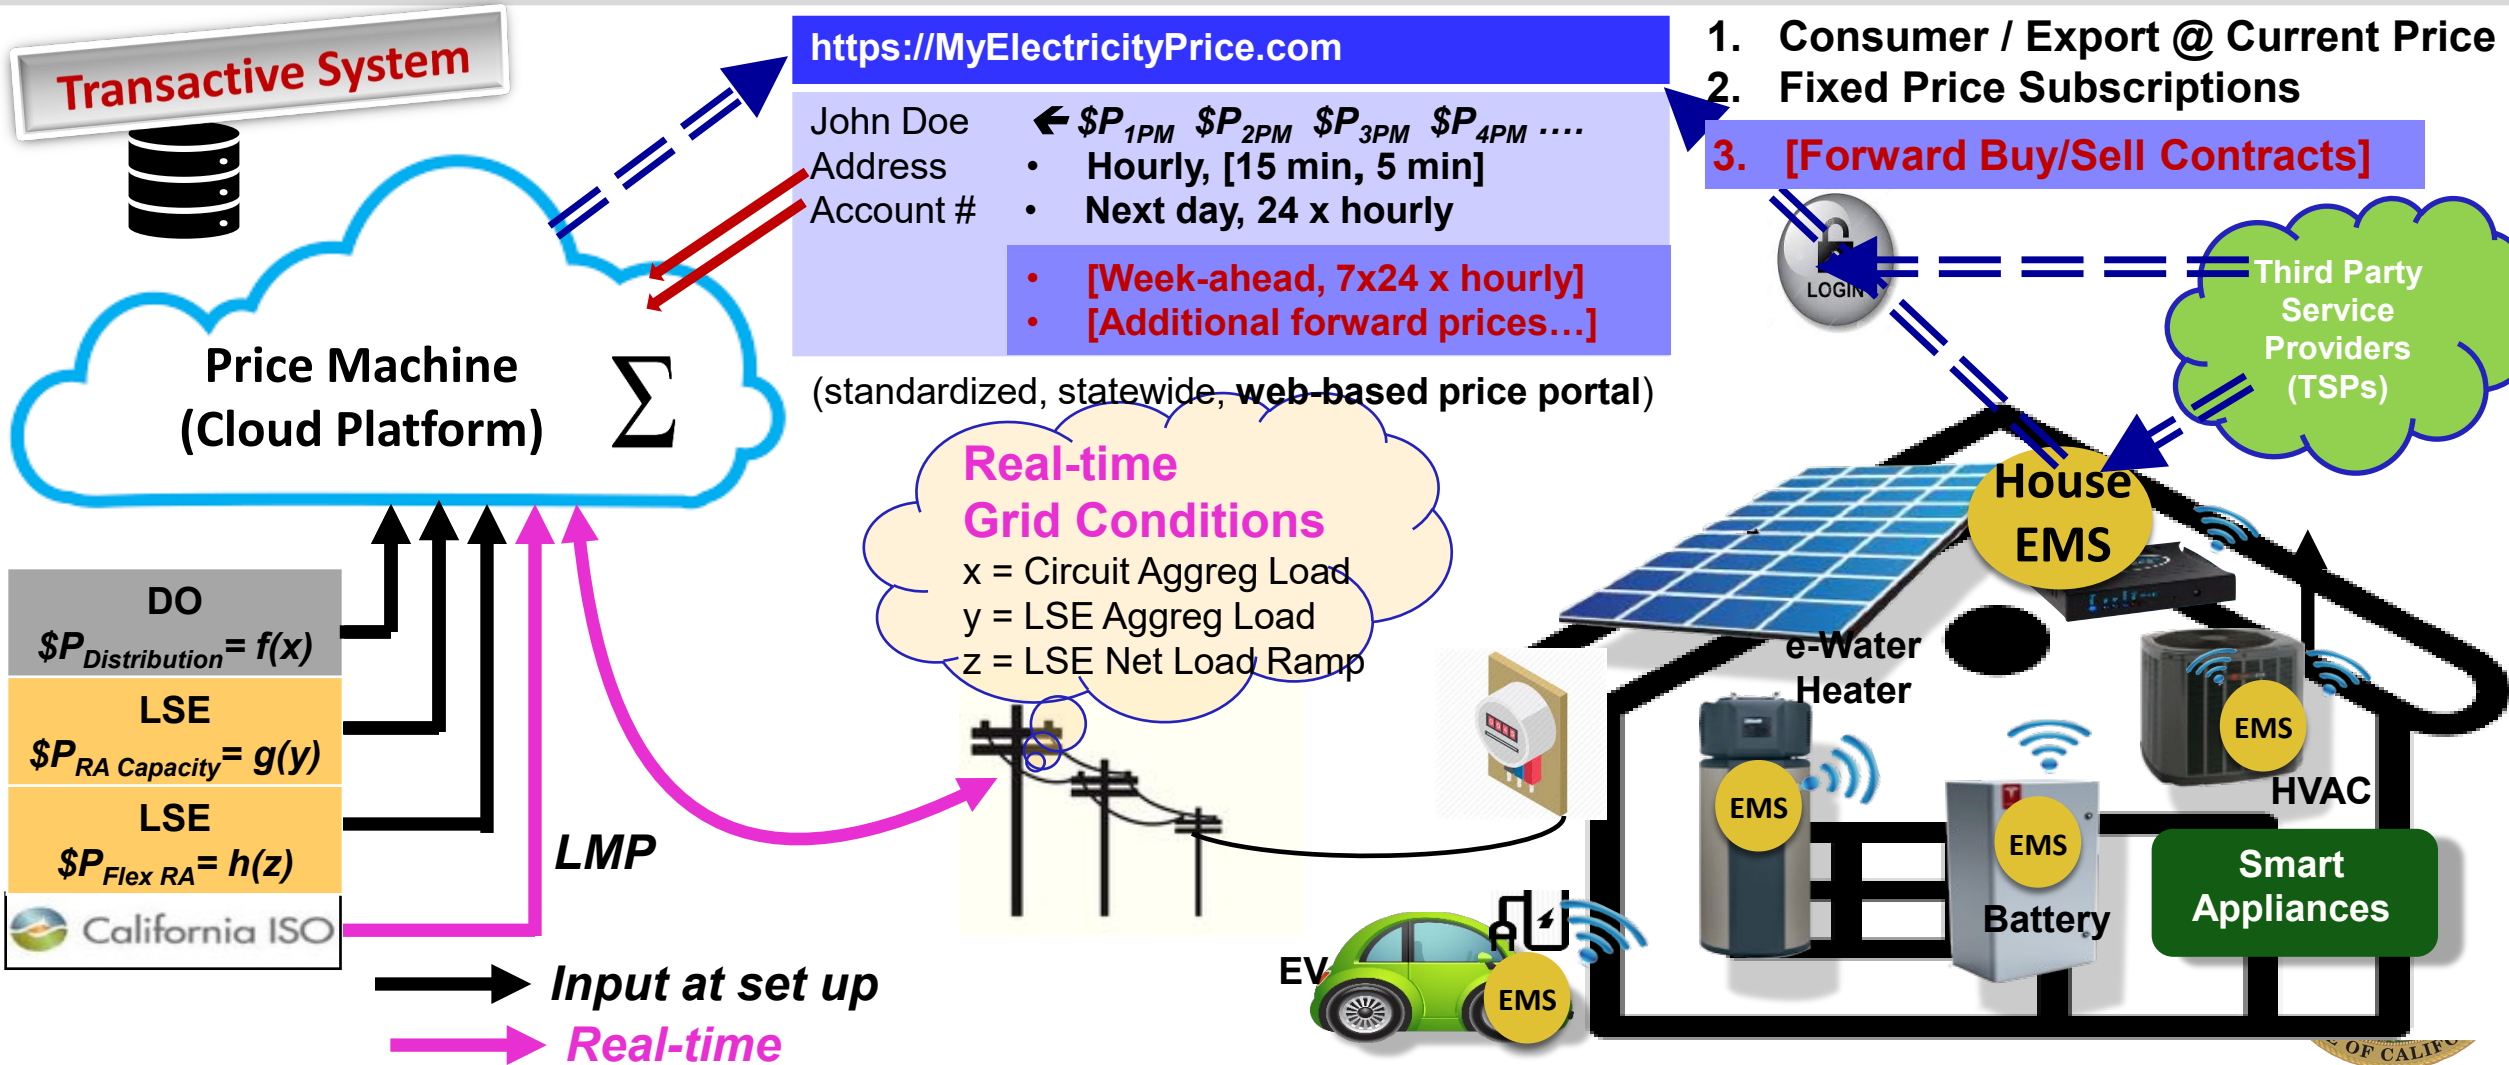 Transactive System
https://MyElectricityPrice.com
John Doe
Address
Account #
← $P1PM $P2PM $P3PM $P4PM ….
• Hourly, [15 min, 5 min]
• Next day, 24 x hourly
• [Week-ahead, 7x24 x hourly]
• [Additional forward prices…]
(standardized, statewide, web-based price portal)
1. Consumer / Export @ Current Price
2. Fixed Price Subscriptions
3. [Forward Buy/Sell Contracts]
LOGIN
Third Party
Service
Providers
(TSPs)
Price Machine
(Cloud Platform)
∑
Real-time
Grid Conditions
x = Circuit Aggreg Load
y = LSE Aggreg Load
z = LSE Net Load Ramp
DO
$PDistribution= f(x)
LSE
$PRA Capacity= g(y)
LSE
$PFlex RA= h(z)
California ISO
LMP
Input at set up
Real-time
House
EMS
e-Water
Heater
EMS
EMS
Battery
EMS
HVAC
Smart
Appliances
EV
EMS
OF CALIF